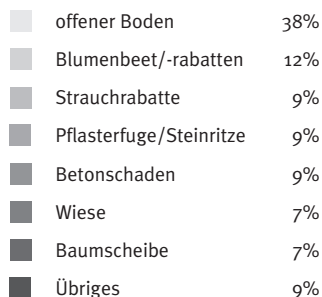 offener Boden 38%
Blumenbeet/-rabatten 12%
Strauchrabatte 9%
Pflasterfuge/Steinritze 9%
Betonschaden 9%
Wiese 7%
Baumscheibe 7%
Übriges 9%